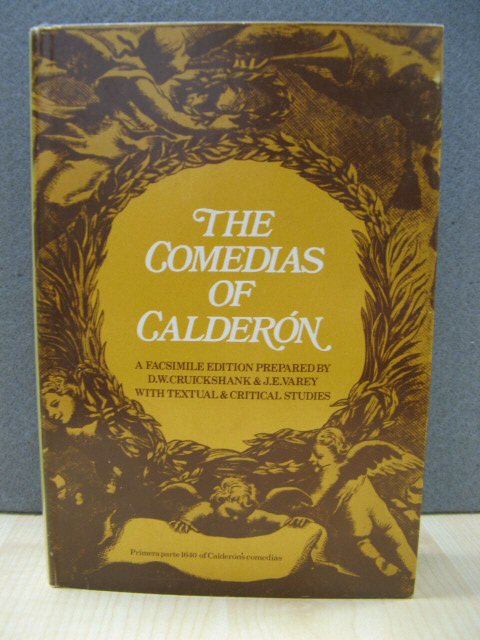 THE
COMEDIAS
OF
CALDERÓN
A FACSIMILE EDITION PREPARED BY
D.W. CRUICKSHANK & J.E. VAREY
WITH TEXTUAL & CRITICAL STUDIES
Primera parte 1640 of Calderón's comedias